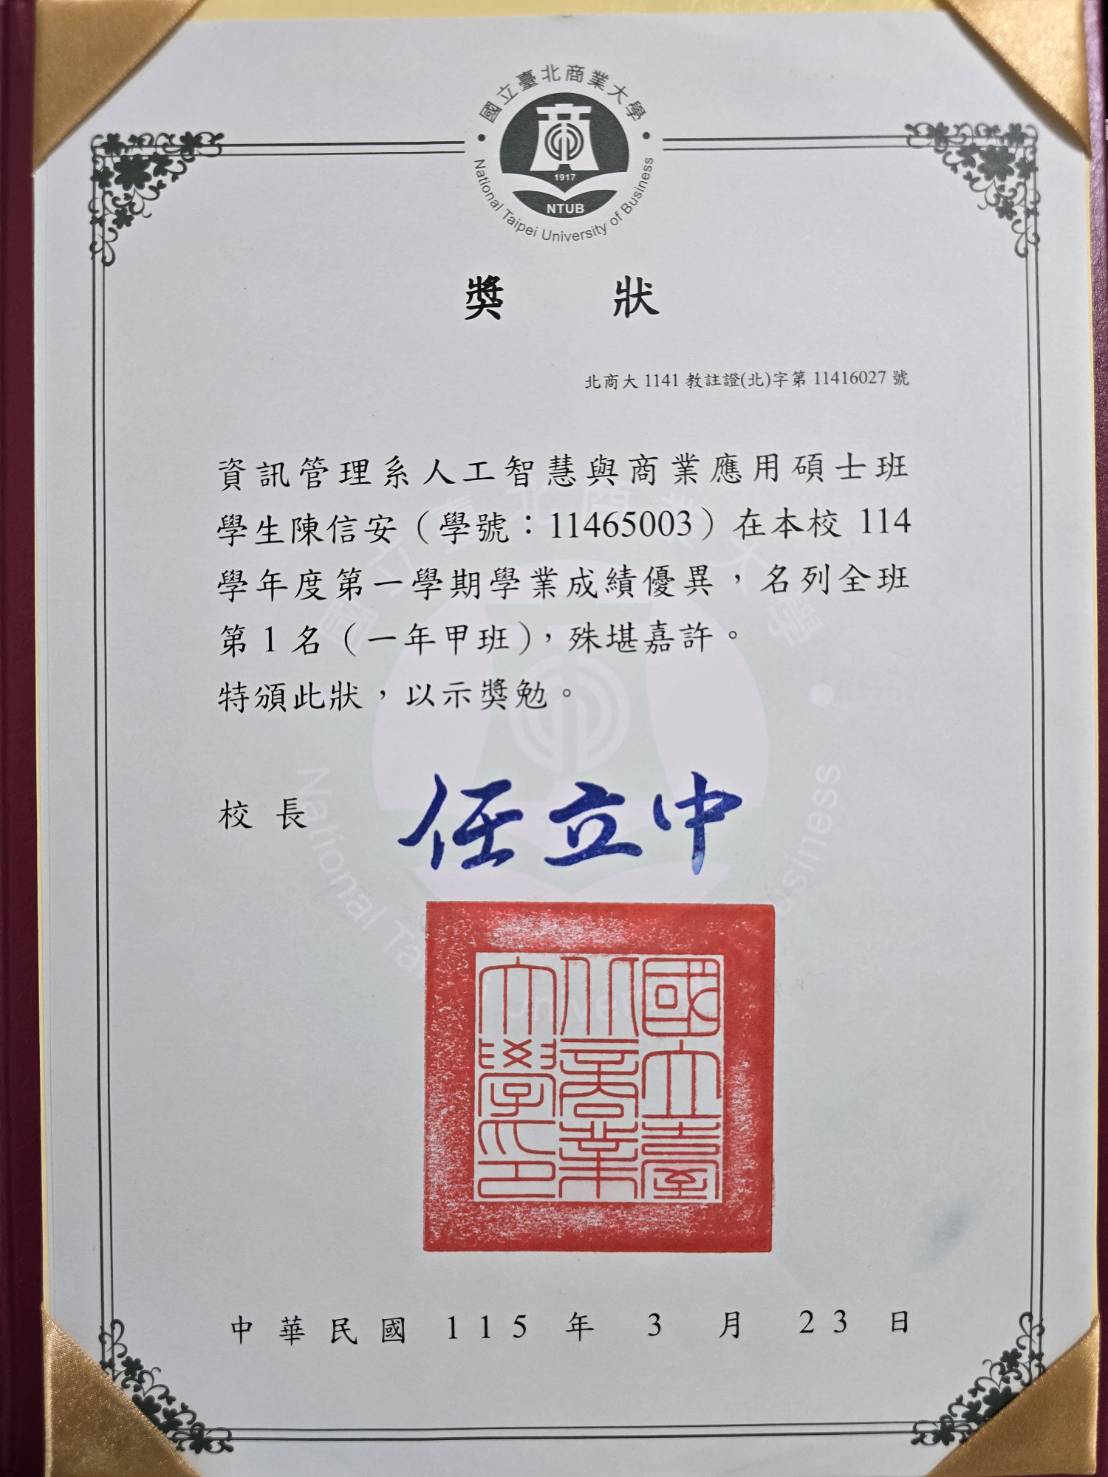 國立臺北商業大學
1917
NTUB
National Taipei University of Business
獎狀
北商大 1141 教註證(北)字第 11416027 號
資訊管理系人工智慧與商業應用碩士班
學生陳信安（學號：11465003）在本校 114
學年度第一學期學業成績優異，名列全班
第 1 名（一年甲班），殊堪嘉許。
特頒此狀，以示獎勉。
校長 任立中
國立臺北商業大學印
中華民國 115 年 3 月 23 日